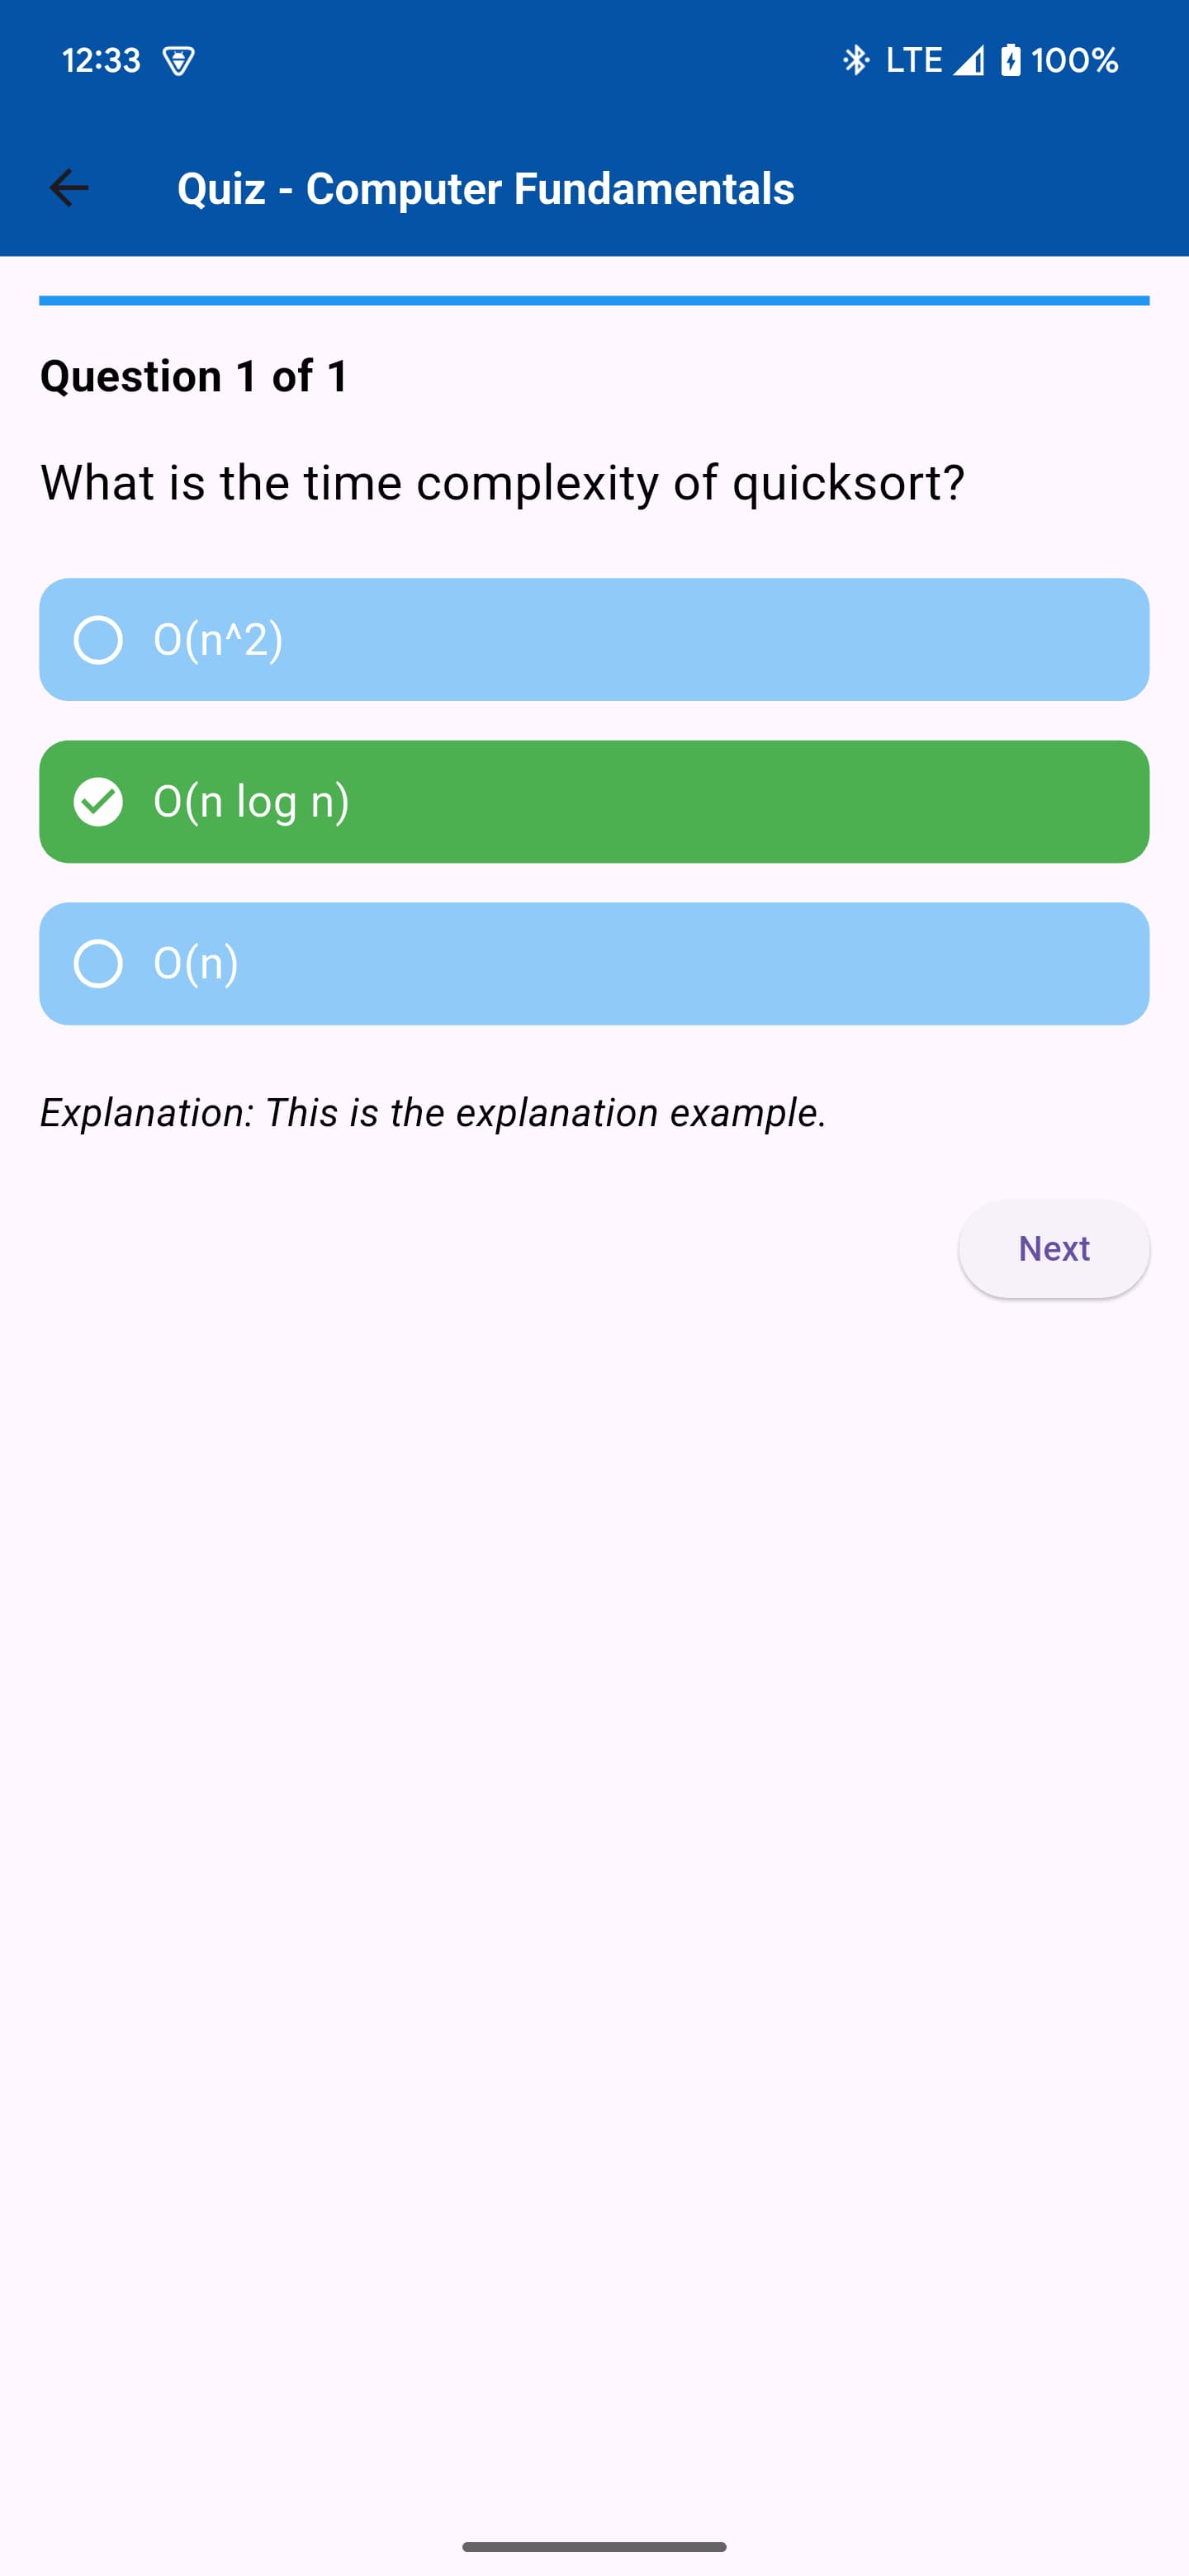 12:33 LTE 100%
Quiz - Computer Fundamentals
Question 1 of 1
What is the time complexity of quicksort?
O(n^2)
O(n log n)
O(n)
Explanation: This is the explanation example.
Next